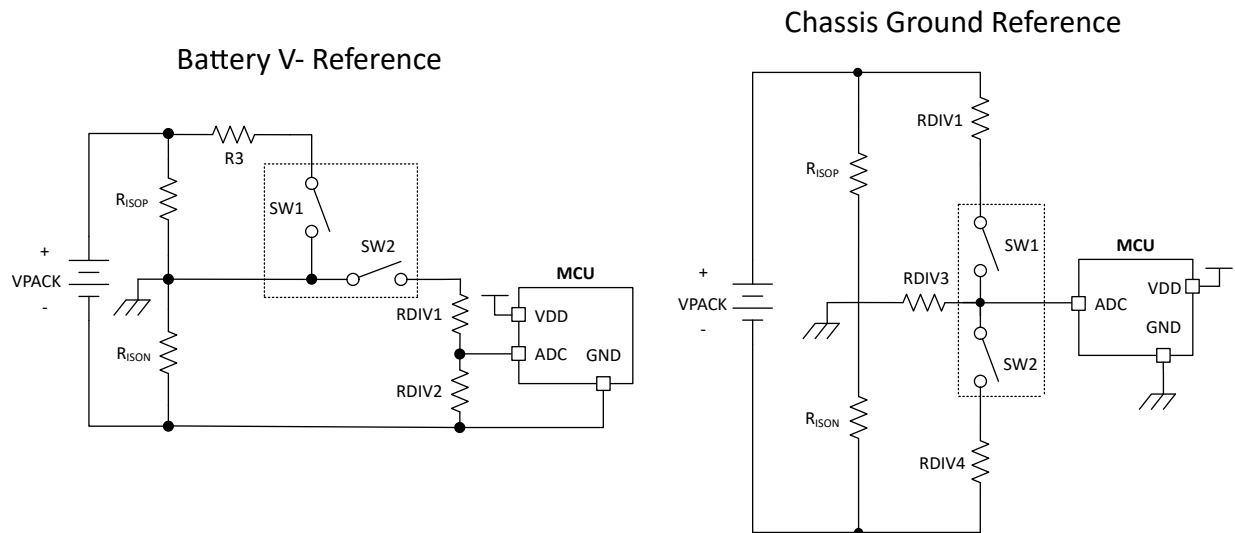 Battery V- Reference
R3
RISOP
SW1
SW2
+
VPACK
-
RISON
RDIV1
RDIV2
MCU
VDD
ADC
GND
Chassis Ground Reference
RDIV1
RISOP
SW1
+
VPACK
-
RDIV3
SW2
RISON
RDIV4
MCU
ADC
VDD
GND